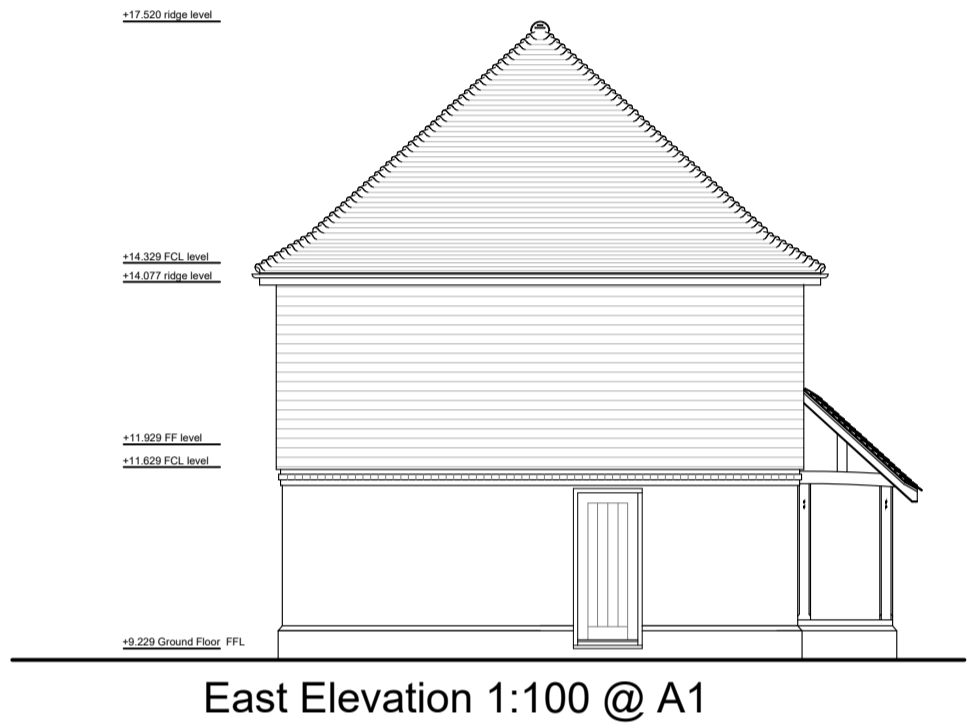 +17.520 ridge level
+14.329 FCL level
+14.077 ridge level
+11.929 FF level
+11.629 FCL level
+9.229 Ground Floor FFL
East Elevation 1:100 @ A1